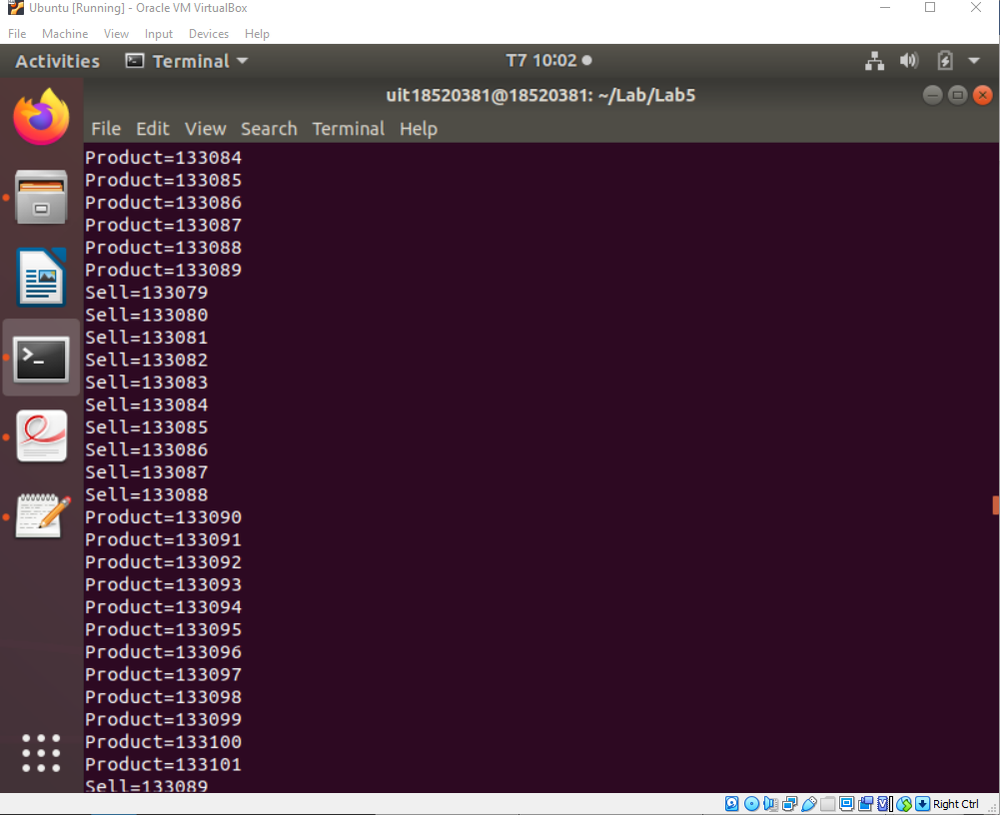 Ubuntu [Running] - Oracle VM VirtualBox
File Machine View Input Devices Help
Activities Terminal T7 10:02
uit18520381@18520381: ~/Lab/Lab5
File Edit View Search Terminal Help
Product=133084
Product=133085
Product=133086
Product=133087
Product=133088
Product=133089
Sell=133079
Sell=133080
Sell=133081
Sell=133082
Sell=133083
Sell=133084
Sell=133085
Sell=133086
Sell=133087
Sell=133088
Product=133090
Product=133091
Product=133092
Product=133093
Product=133094
Product=133095
Product=133096
Product=133097
Product=133098
Product=133099
Product=133100
Product=133101
Sell=133089
Right Ctrl